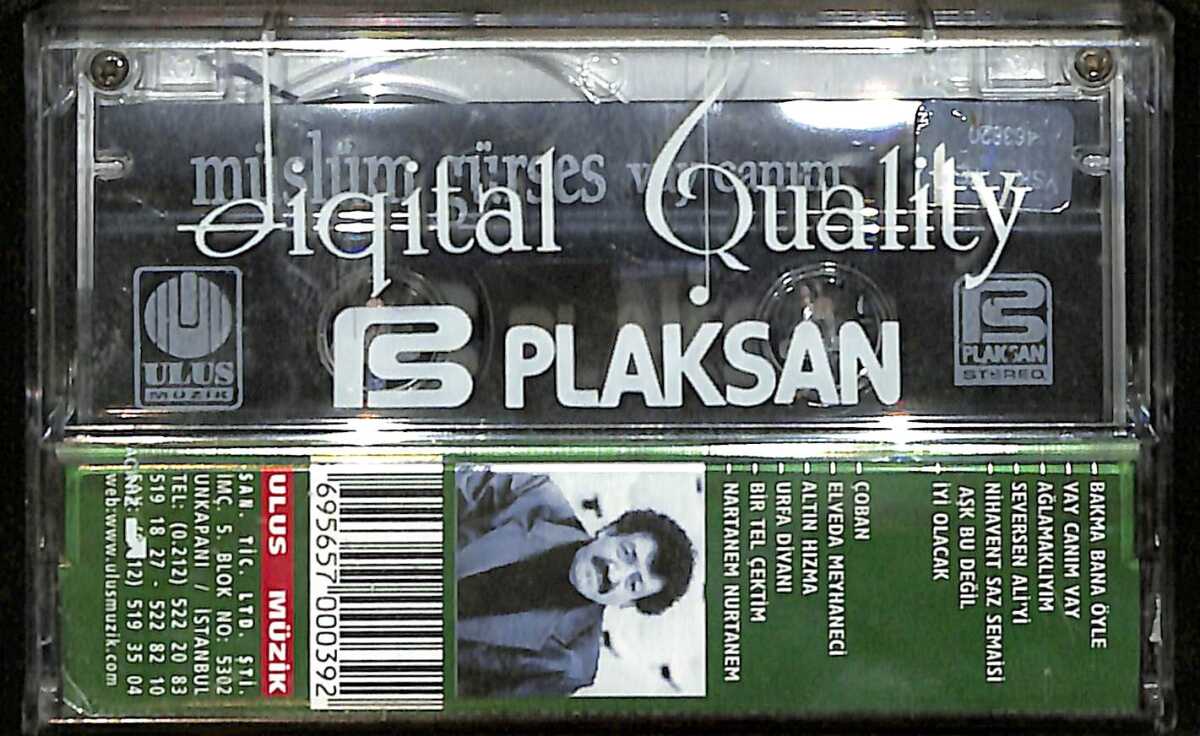 müslüm gürses vay canım
Digital Quality
ULUS
MÜZİK
PLAKSAN
PLAKSAN
STEREO
463620
- BAKMA BANA ÖYLE
- VAY CANIM VAY
- AĞLAMAKLIYIM
- SEVERSEN ALİ'Yİ
- NİHAVENT SAZ SEMAİSİ
AŞK BU DEĞİL
- İYİ OLACAK
- ÇOBAN
- ELVEDA MEYHANECİ
- ALTIN HIZMA
- URFA DİVANI
- BİR TEL ÇEKTİM
- NARTANEM NURTANEM
6956570000392
ULUS MÜZİK
SAN. TİC. LTD. ŞTİ.
İMÇ. 5. BLOK NO: 5302
UNKAPANI / İSTANBUL
TEL: (0.212) 522 20 83
519 18 27 - 522 82 10
12) 519 35 04
web:www.ulusmuzik.com